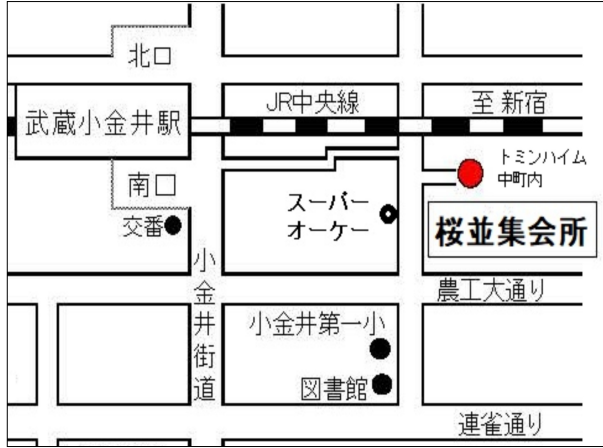 北口
JR中央線
至 新宿
武蔵小金井駅
トミンハイム
中町内
南口
スーパー
オーケー
交番
桜並集会所
小金井街道
農工大通り
小金井第一小
図書館
連雀通り